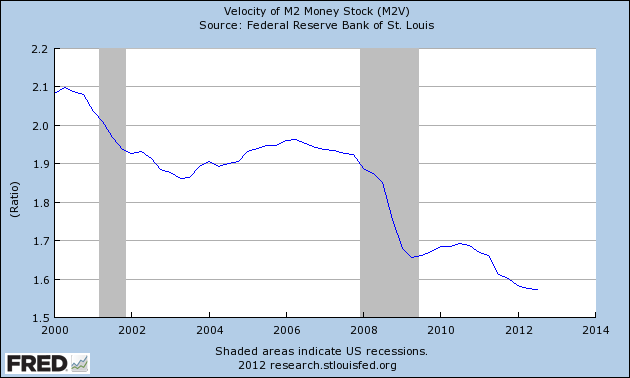 Velocity of M2 Money Stock (M2V)
Source: Federal Reserve Bank of St. Louis
2.2
2.1
2.0
1.9
1.8
1.7
1.6
1.5
(Ratio)
2000 2002 2004 2006 2008 2010 2012 2014
Shaded areas indicate US recessions.
2012 research.stlouisfed.org
FRED